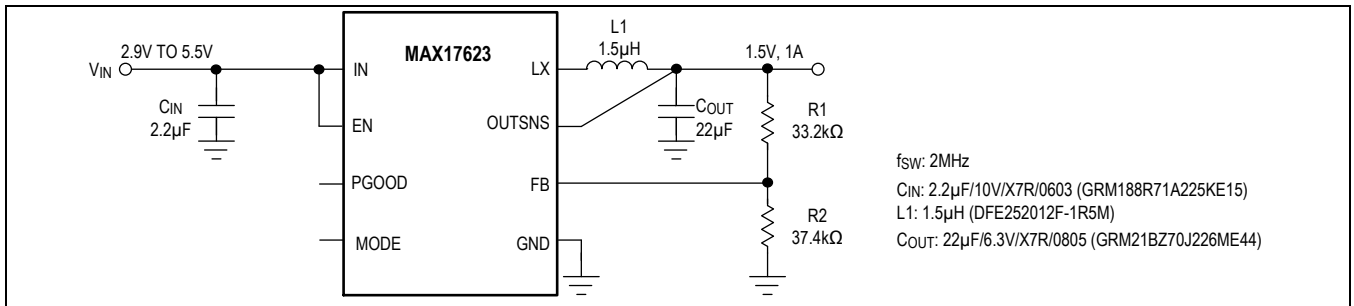 L1
1.5µH
2.9V TO 5.5V
MAX17623
1.5V, 1A
VIN
IN
LX
CIN
2.2µF
COUT
22µF
R1
33.2kΩ
EN
OUTSNS
PGOOD
FB
R2
37.4kΩ
MODE
GND
fSW: 2MHz
CIN: 2.2µF/10V/X7R/0603 (GRM188R71A225KE15)
L1: 1.5µH (DFE252012F-1R5M)
COUT: 22µF/6.3V/X7R/0805 (GRM21BZ70J226ME44)